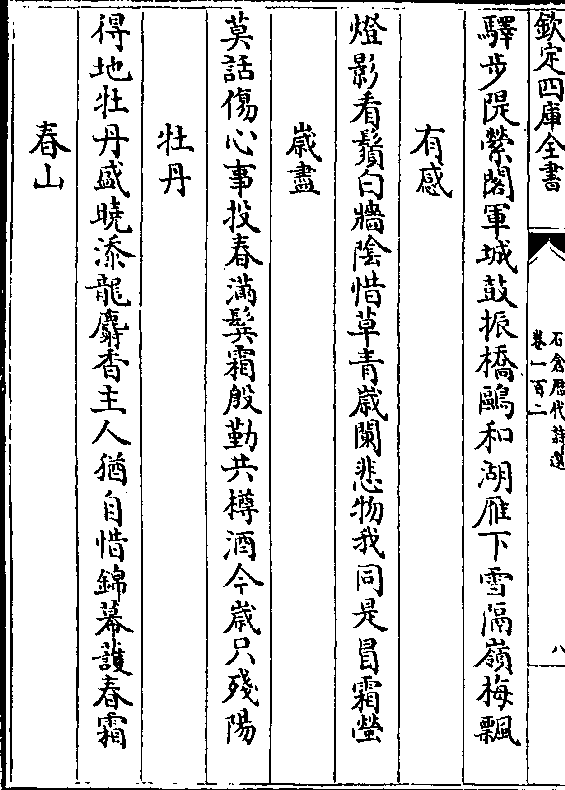 欽定四庫全書
石倉歴代詩選
卷一百二
八
驛步隄縈閣軍城鼓振橋鷗和湖雁下雪隔嶺梅飄
有感
燈影看鬚白牆陰惜草青歲闌悲物我同是冒霜螢
歲盡
莫話傷心事投春滿鬢霜殷勤共樽酒今歲只殘陽
牡丹
得地牡丹盛曉添龍麝香主人猶自惜錦幕護春霜
春山